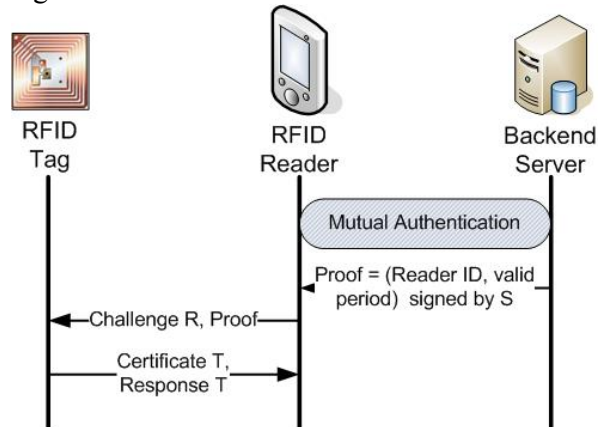 RFID
Tag
RFID
Reader
Backend
Server
Mutual Authentication
Proof = (Reader ID, valid
period) signed by S
Challenge R, Proof
Certificate T,
Response T